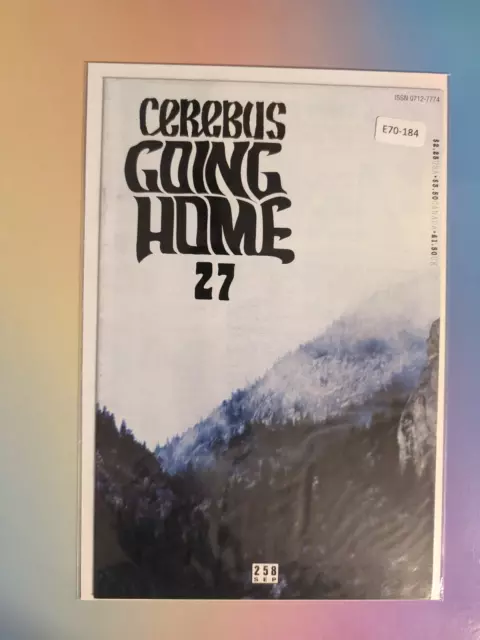 ISSN 0712-7774
E70-184
CEREBUS
GOING
HOME
27
258
SEP